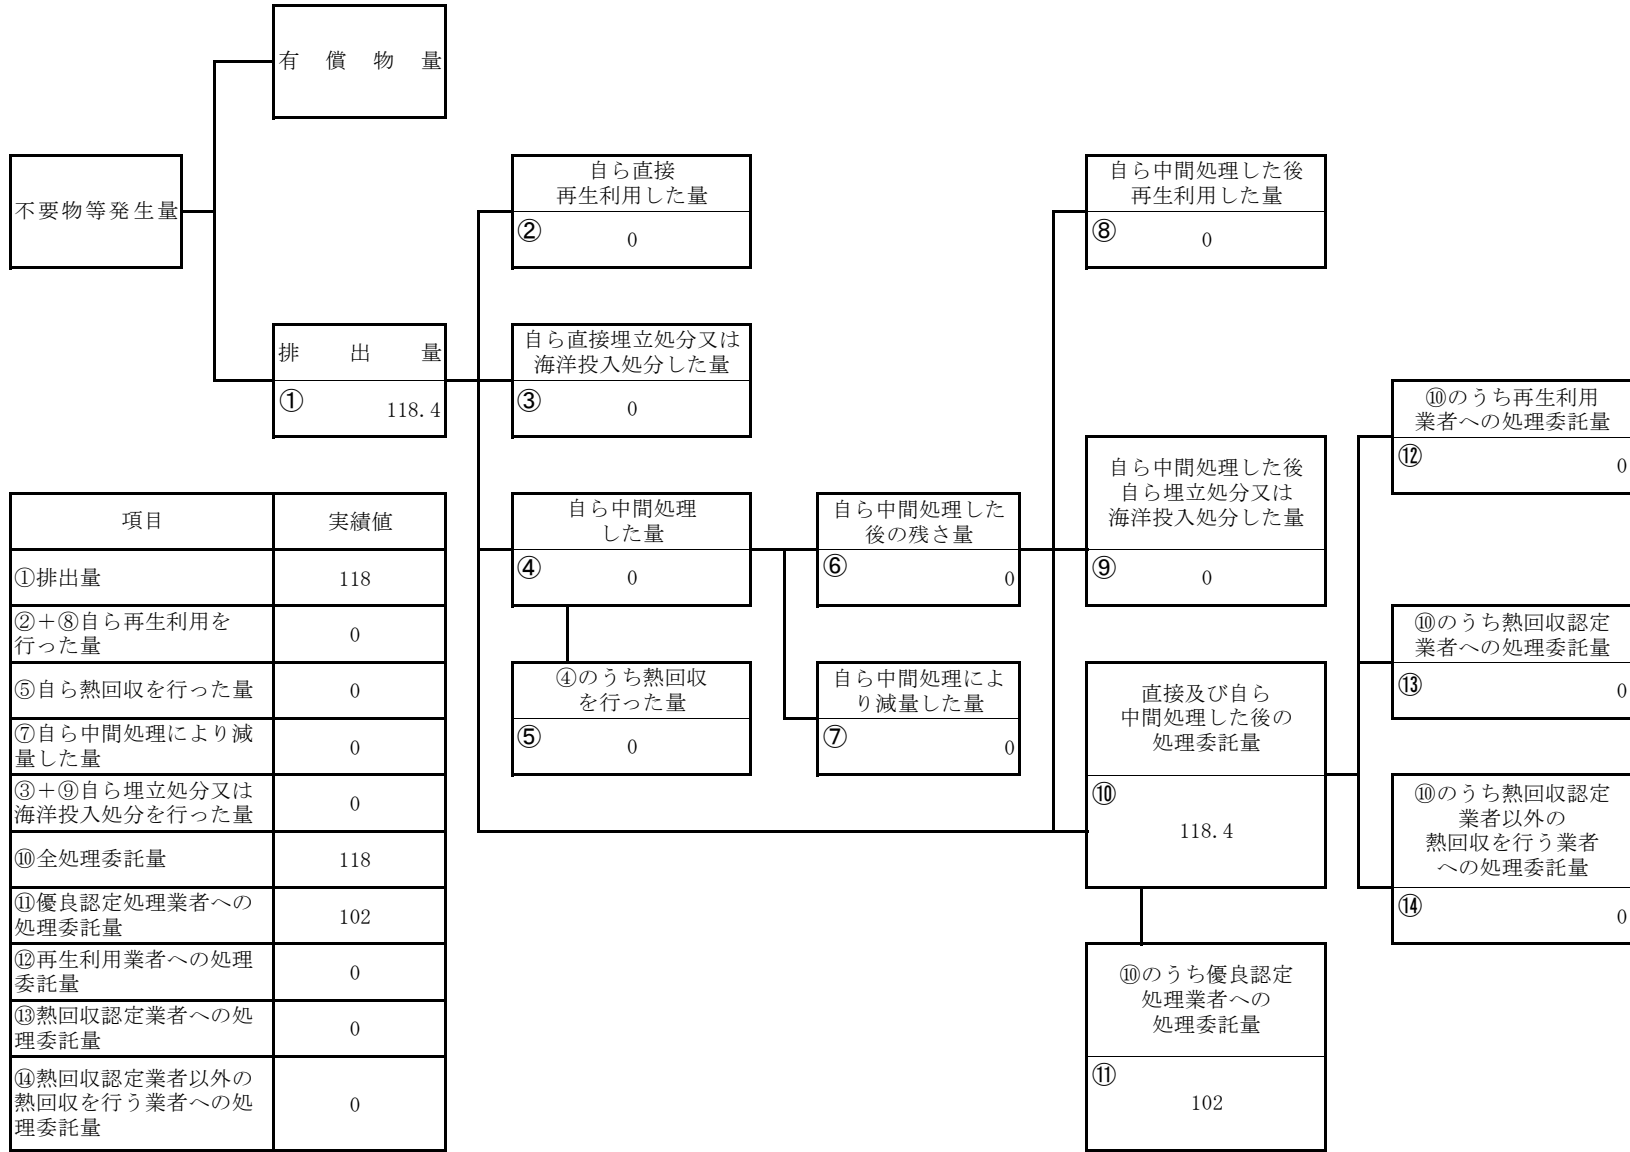 有償物量
不要物等発生量
排出量
①
118.4
自ら直接
再生利用した量
②
0
自ら直接埋立処分又は
海洋投入処分した量
③
0
自ら中間処理
した量
④
0
④のうち熱回収
を行った量
⑤
0
自ら中間処理した
後の残さ量
⑥
0
自ら中間処理によ
り減量した量
⑦
0
自ら中間処理した後
再生利用した量
⑧
0
自ら中間処理した後
自ら埋立処分又は
海洋投入処分した量
⑨
0
直接及び自ら
中間処理した後の
処理委託量
⑩
118.4
⑩のうち優良認定
処理業者への
処理委託量
⑪
102
⑩のうち再生利用
業者への処理委託量
⑫
0
⑩のうち熱回収認定
業者への処理委託量
⑬
0
⑩のうち熱回収認定
業者以外の
熱回収を行う業者
への処理委託量
⑭
0
項目 実績値
①排出量 118
②＋⑧自ら再生利用を
行った量 0
⑤自ら熱回収を行った量 0
⑦自ら中間処理により減
量した量 0
③＋⑨自ら埋立処分又は
海洋投入処分を行った量 0
⑩全処理委託量 118
⑪優良認定処理業者への
処理委託量 102
⑫再生利用業者への処理
委託量 0
⑬熱回収認定業者への処
理委託量 0
⑭熱回収認定業者以外の
熱回収を行う業者への処
理委託量 0